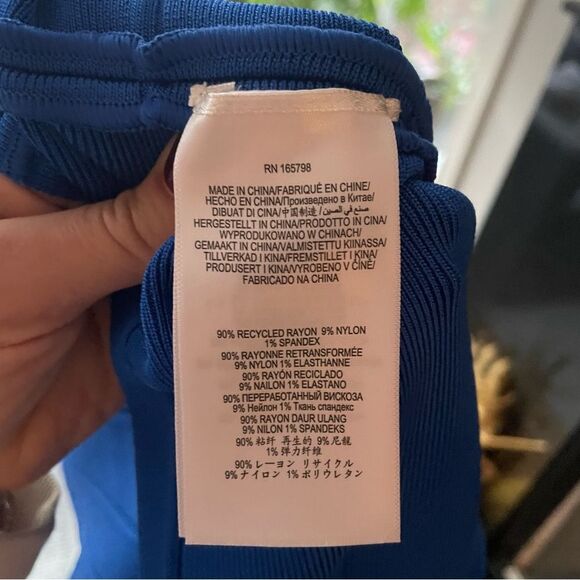 RN 165798
MADE IN CHINA/FABRIQUÉ EN CHINE/
HECHO EN CHINA/Произведено в Китае/
DIBUAT DI CINA/中国制造/صنع في الصين/
HERGESTELLT IN CHINA/PRODOTTO IN CINA/
WYPRODUKOWANO W CHINACH/
GEMAAKT IN CHINA/VALMISTETTU KIINASSA/
TILLVERKAD I KINA/FREMSTILLET I KINA/
PRODUSERT I KINA/VYROBENO V ČÍNĚ/
FABRICADO NA CHINA
90% RECYCLED RAYON 9% NYLON
1% SPANDEX
90% RAYONNE RETRANSFORMÉE
9% NYLON 1% ELASTHANNE
90% RAYÓN RECICLADO
9% NAILON 1% ELASTANO
90% ПЕРЕРАБОТАННЫЙ ВИСКОЗА
9% Нейлон 1% Ткань спандекс
90% RAYON DAUR ULANG
9% NILON 1% SPANDEKS
90% 粘纤 再生的 9% 尼龍
1% 弹力纤维
90% レーヨン リサイクル
9% ナイロン 1% ポリウレタン